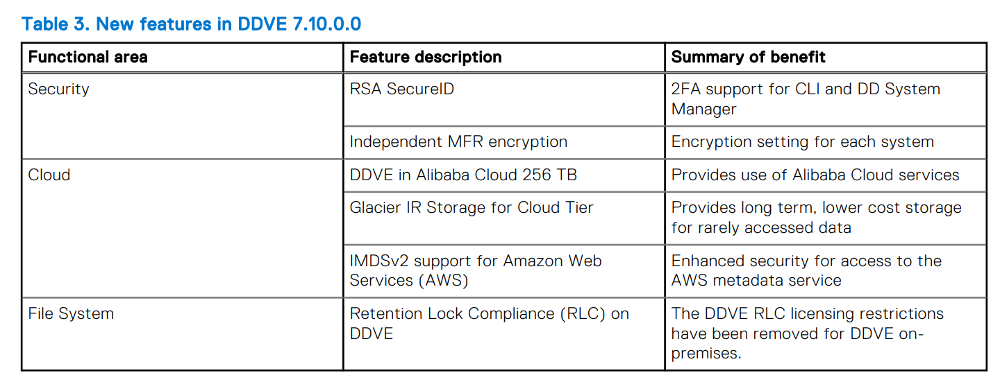 Table 3. New features in DDVE 7.10.0.0
Functional area
Feature description
Summary of benefit
Security
RSA SecureID
2FA support for CLI and DD System
Manager
Independent MFR encryption
Encryption setting for each system
Cloud
DDVE in Alibaba Cloud 256 TB
Provides use of Alibaba Cloud services
Glacier IR Storage for Cloud Tier
Provides long term, lower cost storage
for rarely accessed data
IMDSv2 support for Amazon Web
Services (AWS)
Enhanced security for access to the
AWS metadata service
File System
Retention Lock Compliance (RLC) on
DDVE
The DDVE RLC licensing restrictions
have been removed for DDVE on-
premises.